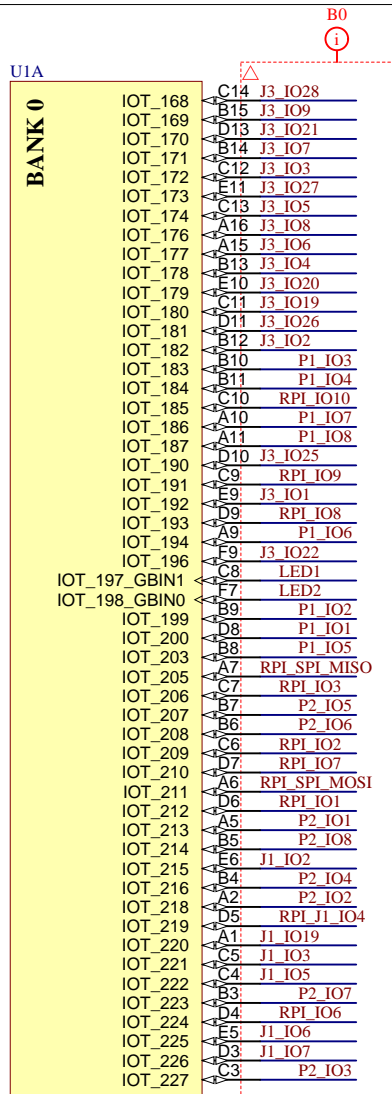 B0
i
U1A
BANK 0
IOT_168 C14 J3_IO28
IOT_169 B15 J3_IO9
IOT_170 D13 J3_IO21
IOT_171 B14 J3_IO7
IOT_172 C12 J3_IO3
IOT_173 E11 J3_IO27
IOT_174 C13 J3_IO5
IOT_176 A16 J3_IO8
IOT_177 A15 J3_IO6
IOT_178 B13 J3_IO4
IOT_179 E10 J3_IO20
IOT_180 C11 J3_IO19
IOT_181 D11 J3_IO26
IOT_182 B12 J3_IO2
IOT_183 B10 P1_IO3
IOT_184 B11 P1_IO4
IOT_185 C10 RPI_IO10
IOT_186 A10 P1_IO7
IOT_187 A11 P1_IO8
IOT_190 D10 J3_IO25
IOT_191 C9 RPI_IO9
IOT_192 E9 J3_IO1
IOT_193 D9 RPI_IO8
IOT_194 A9 P1_IO6
IOT_196 F9 J3_IO22
IOT_197_GBIN1 C8 LED1
IOT_198_GBIN0 F7 LED2
IOT_199 B9 P1_IO2
IOT_200 D8 P1_IO1
IOT_203 B8 P1_IO5
IOT_205 A7 RPI_SPI_MISO
IOT_206 C7 RPI_IO3
IOT_207 B7 P2_IO5
IOT_208 B6 P2_IO6
IOT_209 C6 RPI_IO2
IOT_210 D7 RPI_IO7
IOT_211 A6 RPI_SPI_MOSI
IOT_212 D6 RPI_IO1
IOT_213 A5 P2_IO1
IOT_214 B5 P2_IO8
IOT_215 E6 J1_IO2
IOT_216 B4 P2_IO4
IOT_218 A2 P2_IO2
IOT_219 D5 RPI_J1_IO4
IOT_220 A1 J1_IO19
IOT_221 C5 J1_IO3
IOT_222 C4 J1_IO5
IOT_223 B3 P2_IO7
IOT_224 D4 RPI_IO6
IOT_225 E5 J1_IO6
IOT_226 D3 J1_IO7
IOT_227 C3 P2_IO3